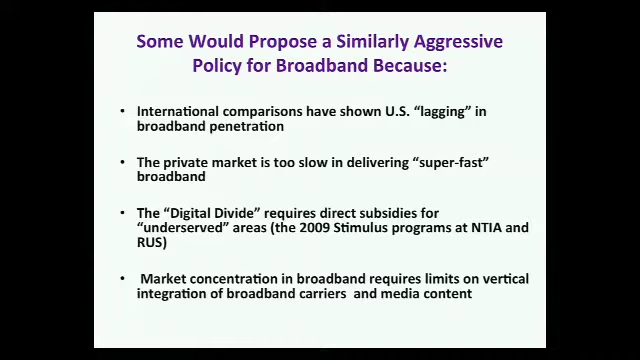 Some Would Propose a Similarly Aggressive
Policy for Broadband Because:
• International comparisons have shown U.S. “lagging” in
broadband penetration
• The private market is too slow in delivering “super-fast”
broadband
• The “Digital Divide” requires direct subsidies for
“underserved” areas (the 2009 Stimulus programs at NTIA and
RUS)
• Market concentration in broadband requires limits on vertical
integration of broadband carriers and media content